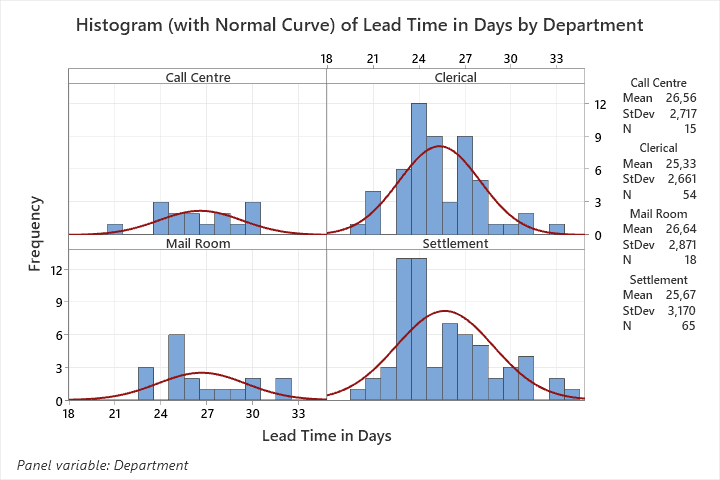 Histogram (with Normal Curve) of Lead Time in Days by Department
18 21 24 27 30 33
Call Centre Clerical
12
9
6
3
0
Mail Room Settlement
12
9
6
3
0
18 21 24 27 30 33
Frequency
Lead Time in Days
Call Centre
Mean 26,56
StDev 2,717
N 15
Clerical
Mean 25,33
StDev 2,661
N 54
Mail Room
Mean 26,64
StDev 2,871
N 18
Settlement
Mean 25,67
StDev 3,170
N 65
Panel variable: Department